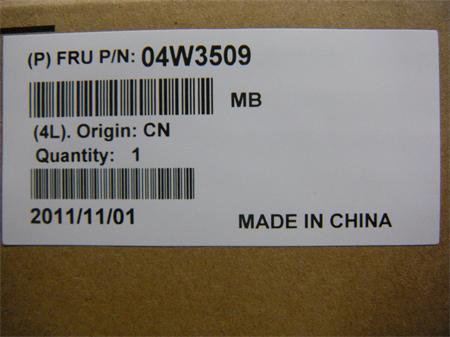 (P) FRU P/N: 04W3509
MB
(4L). Origin: CN
Quantity: 1
2011/11/01
MADE IN CHINA